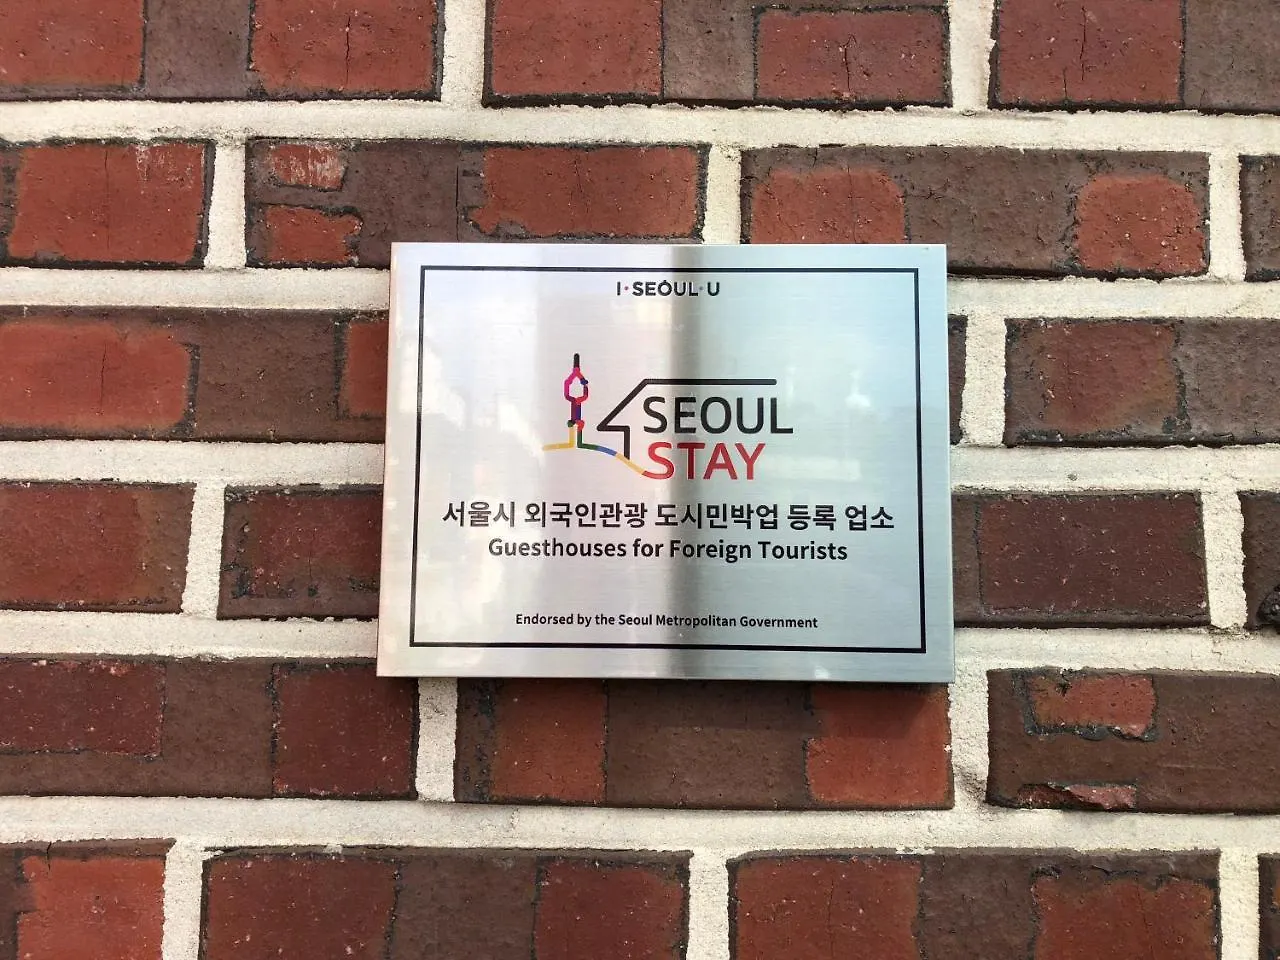 I·SEOUL·U
SEOUL
STAY
서울시 외국인관광 도시민박업 등록 업소
Guesthouses for Foreign Tourists
Endorsed by the Seoul Metropolitan Government